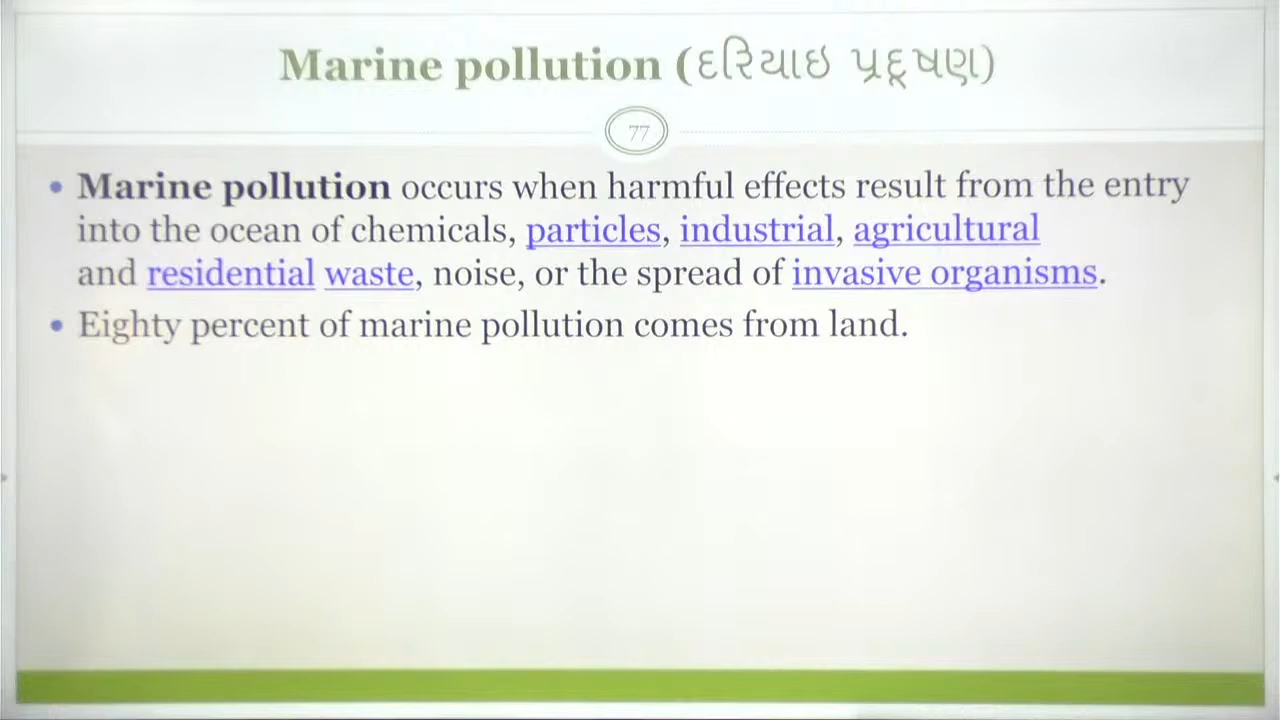 Marine pollution (દરિયાઇ પ્રદૂષણ)
77
• Marine pollution occurs when harmful effects result from the entry
into the ocean of chemicals, particles, industrial, agricultural
and residential waste, noise, or the spread of invasive organisms.
• Eighty percent of marine pollution comes from land.